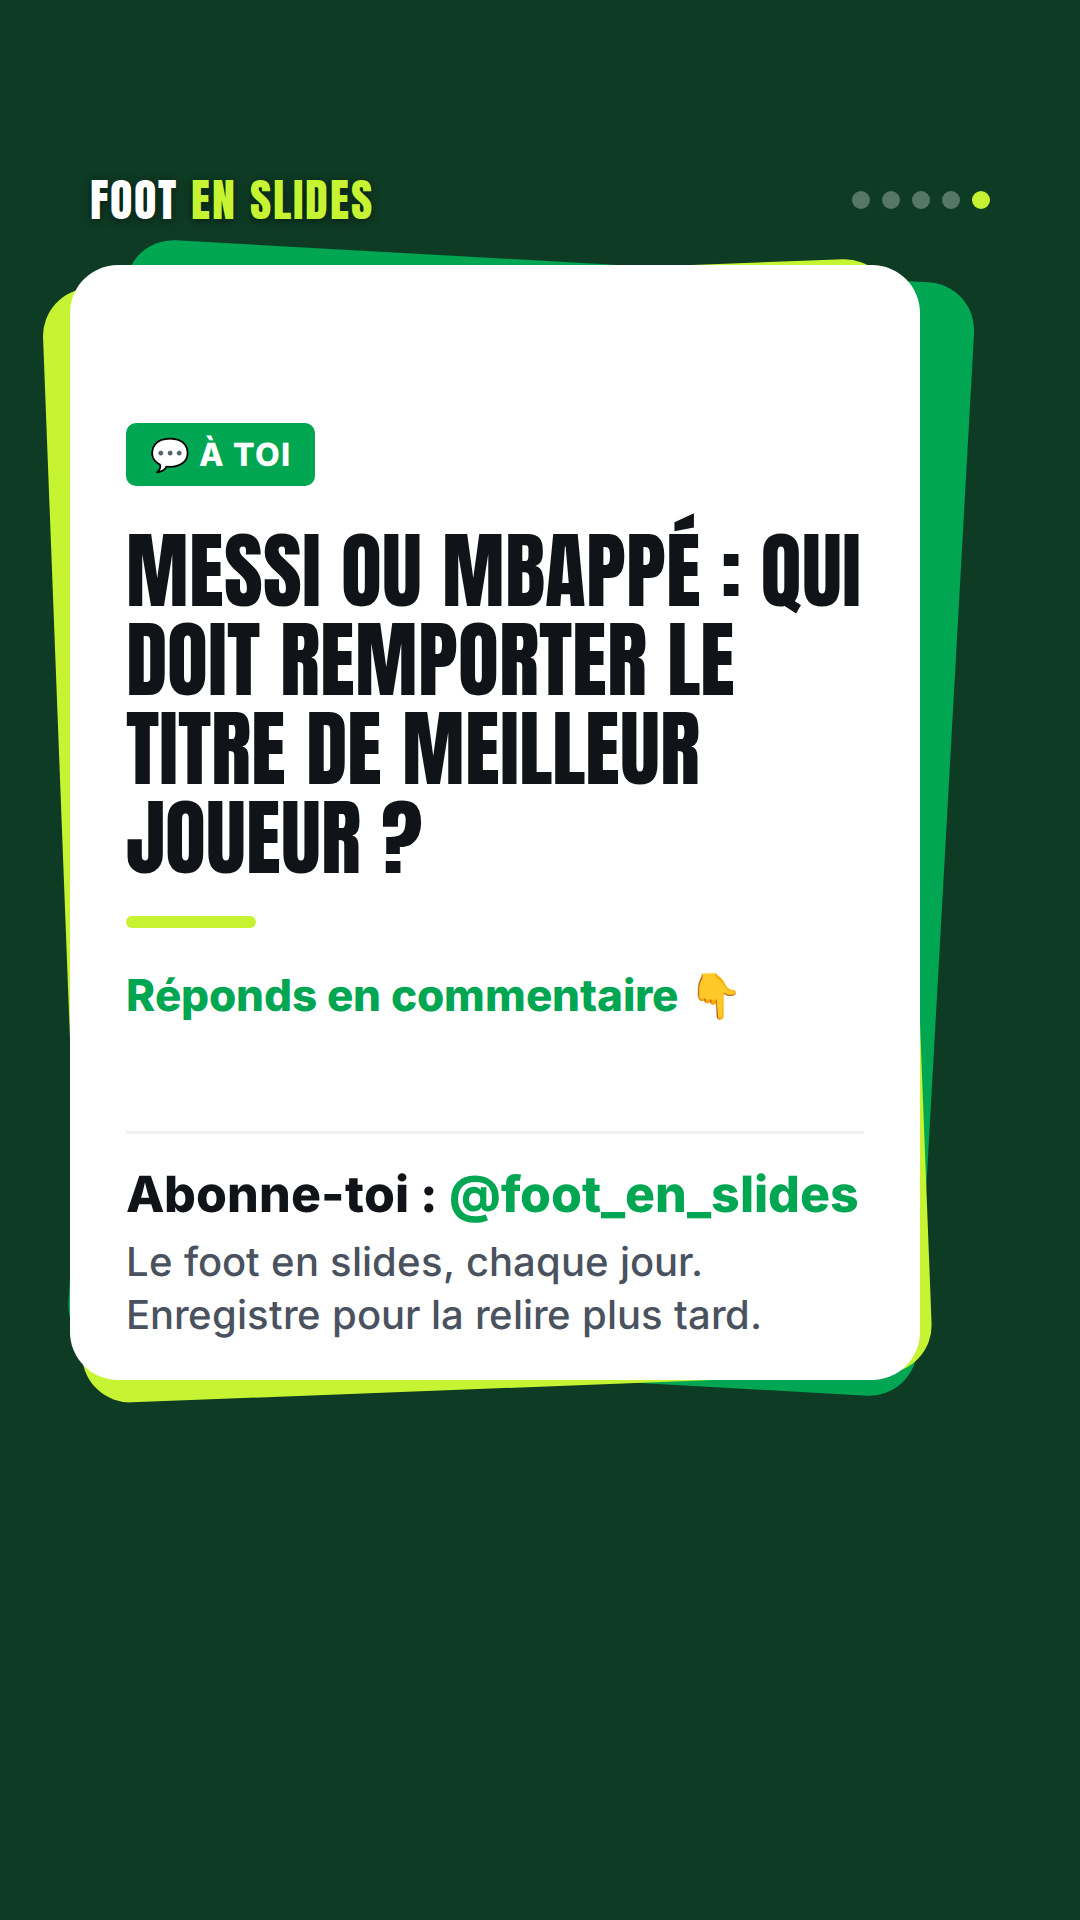 FOOT EN SLIDES
💬 À TOI
MESSI OU MBAPPÉ : QUI
DOIT REMPORTER LE
TITRE DE MEILLEUR
JOUEUR ?
Réponds en commentaire 👇
Abonne-toi : @foot_en_slides
Le foot en slides, chaque jour.
Enregistre pour la relire plus tard.